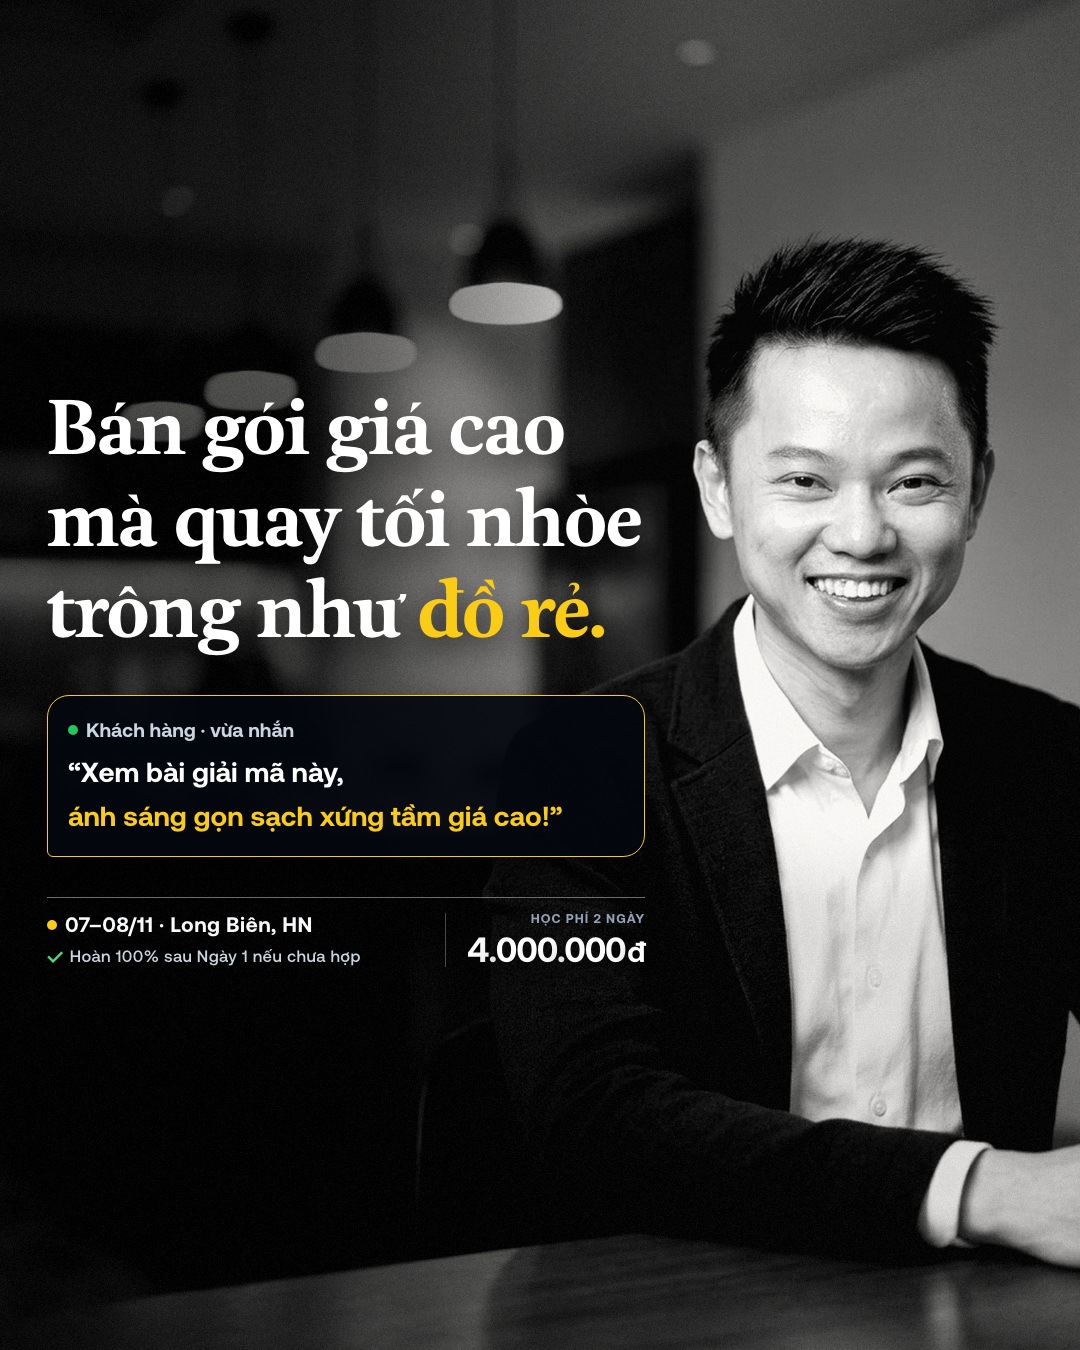 Bán gói giá cao
mà quay tối nhòe
trông như đồ rẻ.
Khách hàng · vừa nhắn
“Xem bài giải mã này,
ánh sáng gọn sạch xứng tầm giá cao!”
07–08/11 · Long Biên, HN
Hoàn 100% sau Ngày 1 nếu chưa hợp
HỌC PHÍ 2 NGÀY
4.000.000đ